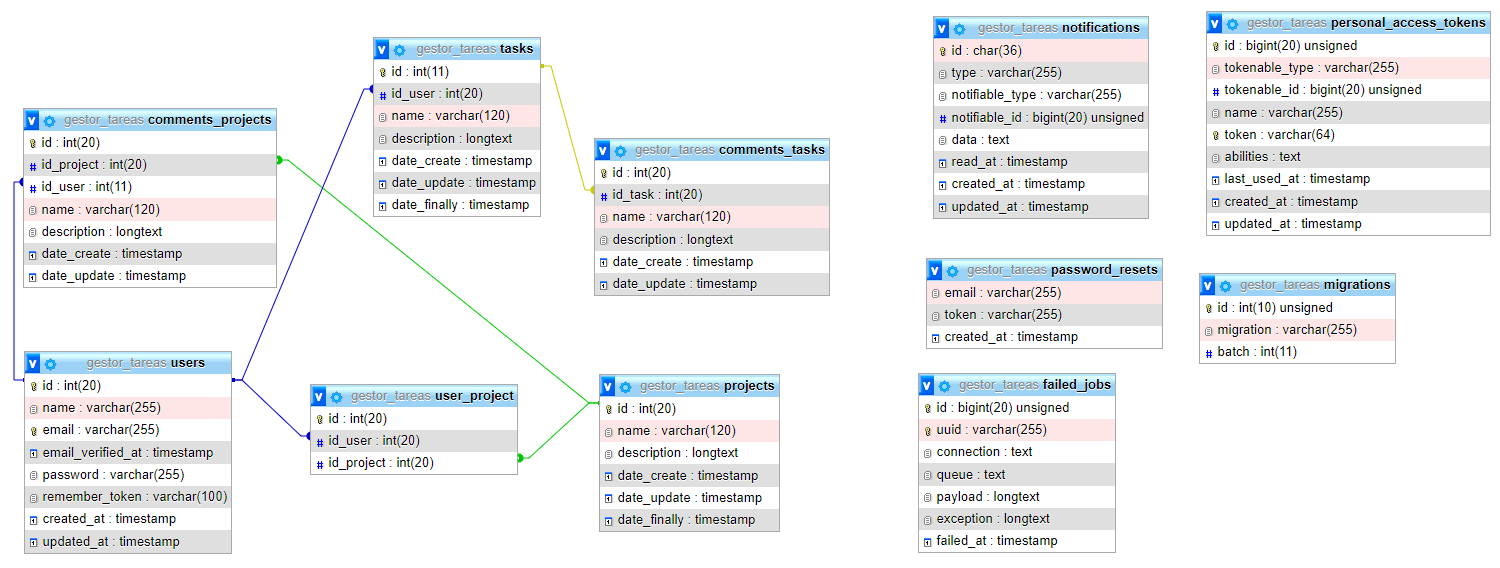 gestor_tareas tasks
id : int(11)
id_user : int(20)
name : varchar(120)
description : longtext
date_create : timestamp
date_update : timestamp
date_finally : timestamp
gestor_tareas comments_projects
id : int(20)
id_project : int(20)
id_user : int(11)
name : varchar(120)
description : longtext
date_create : timestamp
date_update : timestamp
gestor_tareas comments_tasks
id : int(20)
id_task : int(20)
name : varchar(120)
description : longtext
date_create : timestamp
date_update : timestamp
gestor_tareas users
id : int(20)
name : varchar(255)
email : varchar(255)
email_verified_at : timestamp
password : varchar(255)
remember_token : varchar(100)
created_at : timestamp
updated_at : timestamp
gestor_tareas user_project
id : int(20)
id_user : int(20)
id_project : int(20)
gestor_tareas projects
id : int(20)
name : varchar(120)
description : longtext
date_create : timestamp
date_update : timestamp
date_finally : timestamp
gestor_tareas notifications
id : char(36)
type : varchar(255)
notifiable_type : varchar(255)
notifiable_id : bigint(20) unsigned
data : text
read_at : timestamp
created_at : timestamp
updated_at : timestamp
gestor_tareas personal_access_tokens
id : bigint(20) unsigned
tokenable_type : varchar(255)
tokenable_id : bigint(20) unsigned
name : varchar(255)
token : varchar(64)
abilities : text
last_used_at : timestamp
created_at : timestamp
updated_at : timestamp
gestor_tareas password_resets
email : varchar(255)
token : varchar(255)
created_at : timestamp
gestor_tareas migrations
id : int(10) unsigned
migration : varchar(255)
batch : int(11)
gestor_tareas failed_jobs
id : bigint(20) unsigned
uuid : varchar(255)
connection : text
queue : text
payload : longtext
exception : longtext
failed_at : timestamp